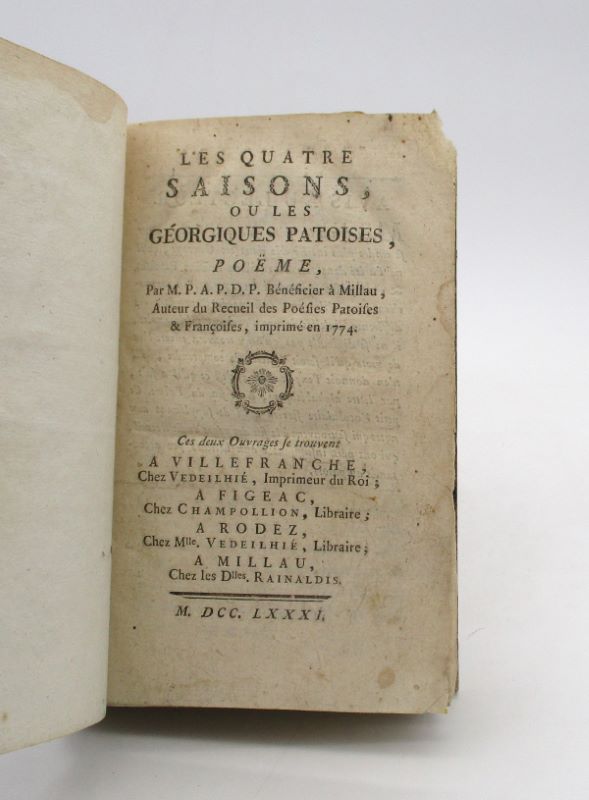 LES QUATRE
SAISONS,
OU LES
GÉORGIQUES PATOISES,
POËME,
Par M. P. A. P. D. P. Bénéficier à Millau,
Auteur du Recueil des Poésies Patoiſes
& Françoiſes, imprimé en 1774.
Ces deux Ouvrages ſe trouvent
A VILLEFRANCHE,
Chez VEDEILHIÉ, Imprimeur du Roi;
A FIGEAC,
Chez CHAMPOLLION, Libraire;
A RODEZ,
Chez Mlle. VEDEILHIÉ, Libraire;
A MILLAU,
Chez les Dlles. RAINALDIS.
M. DCC. LXXXI.